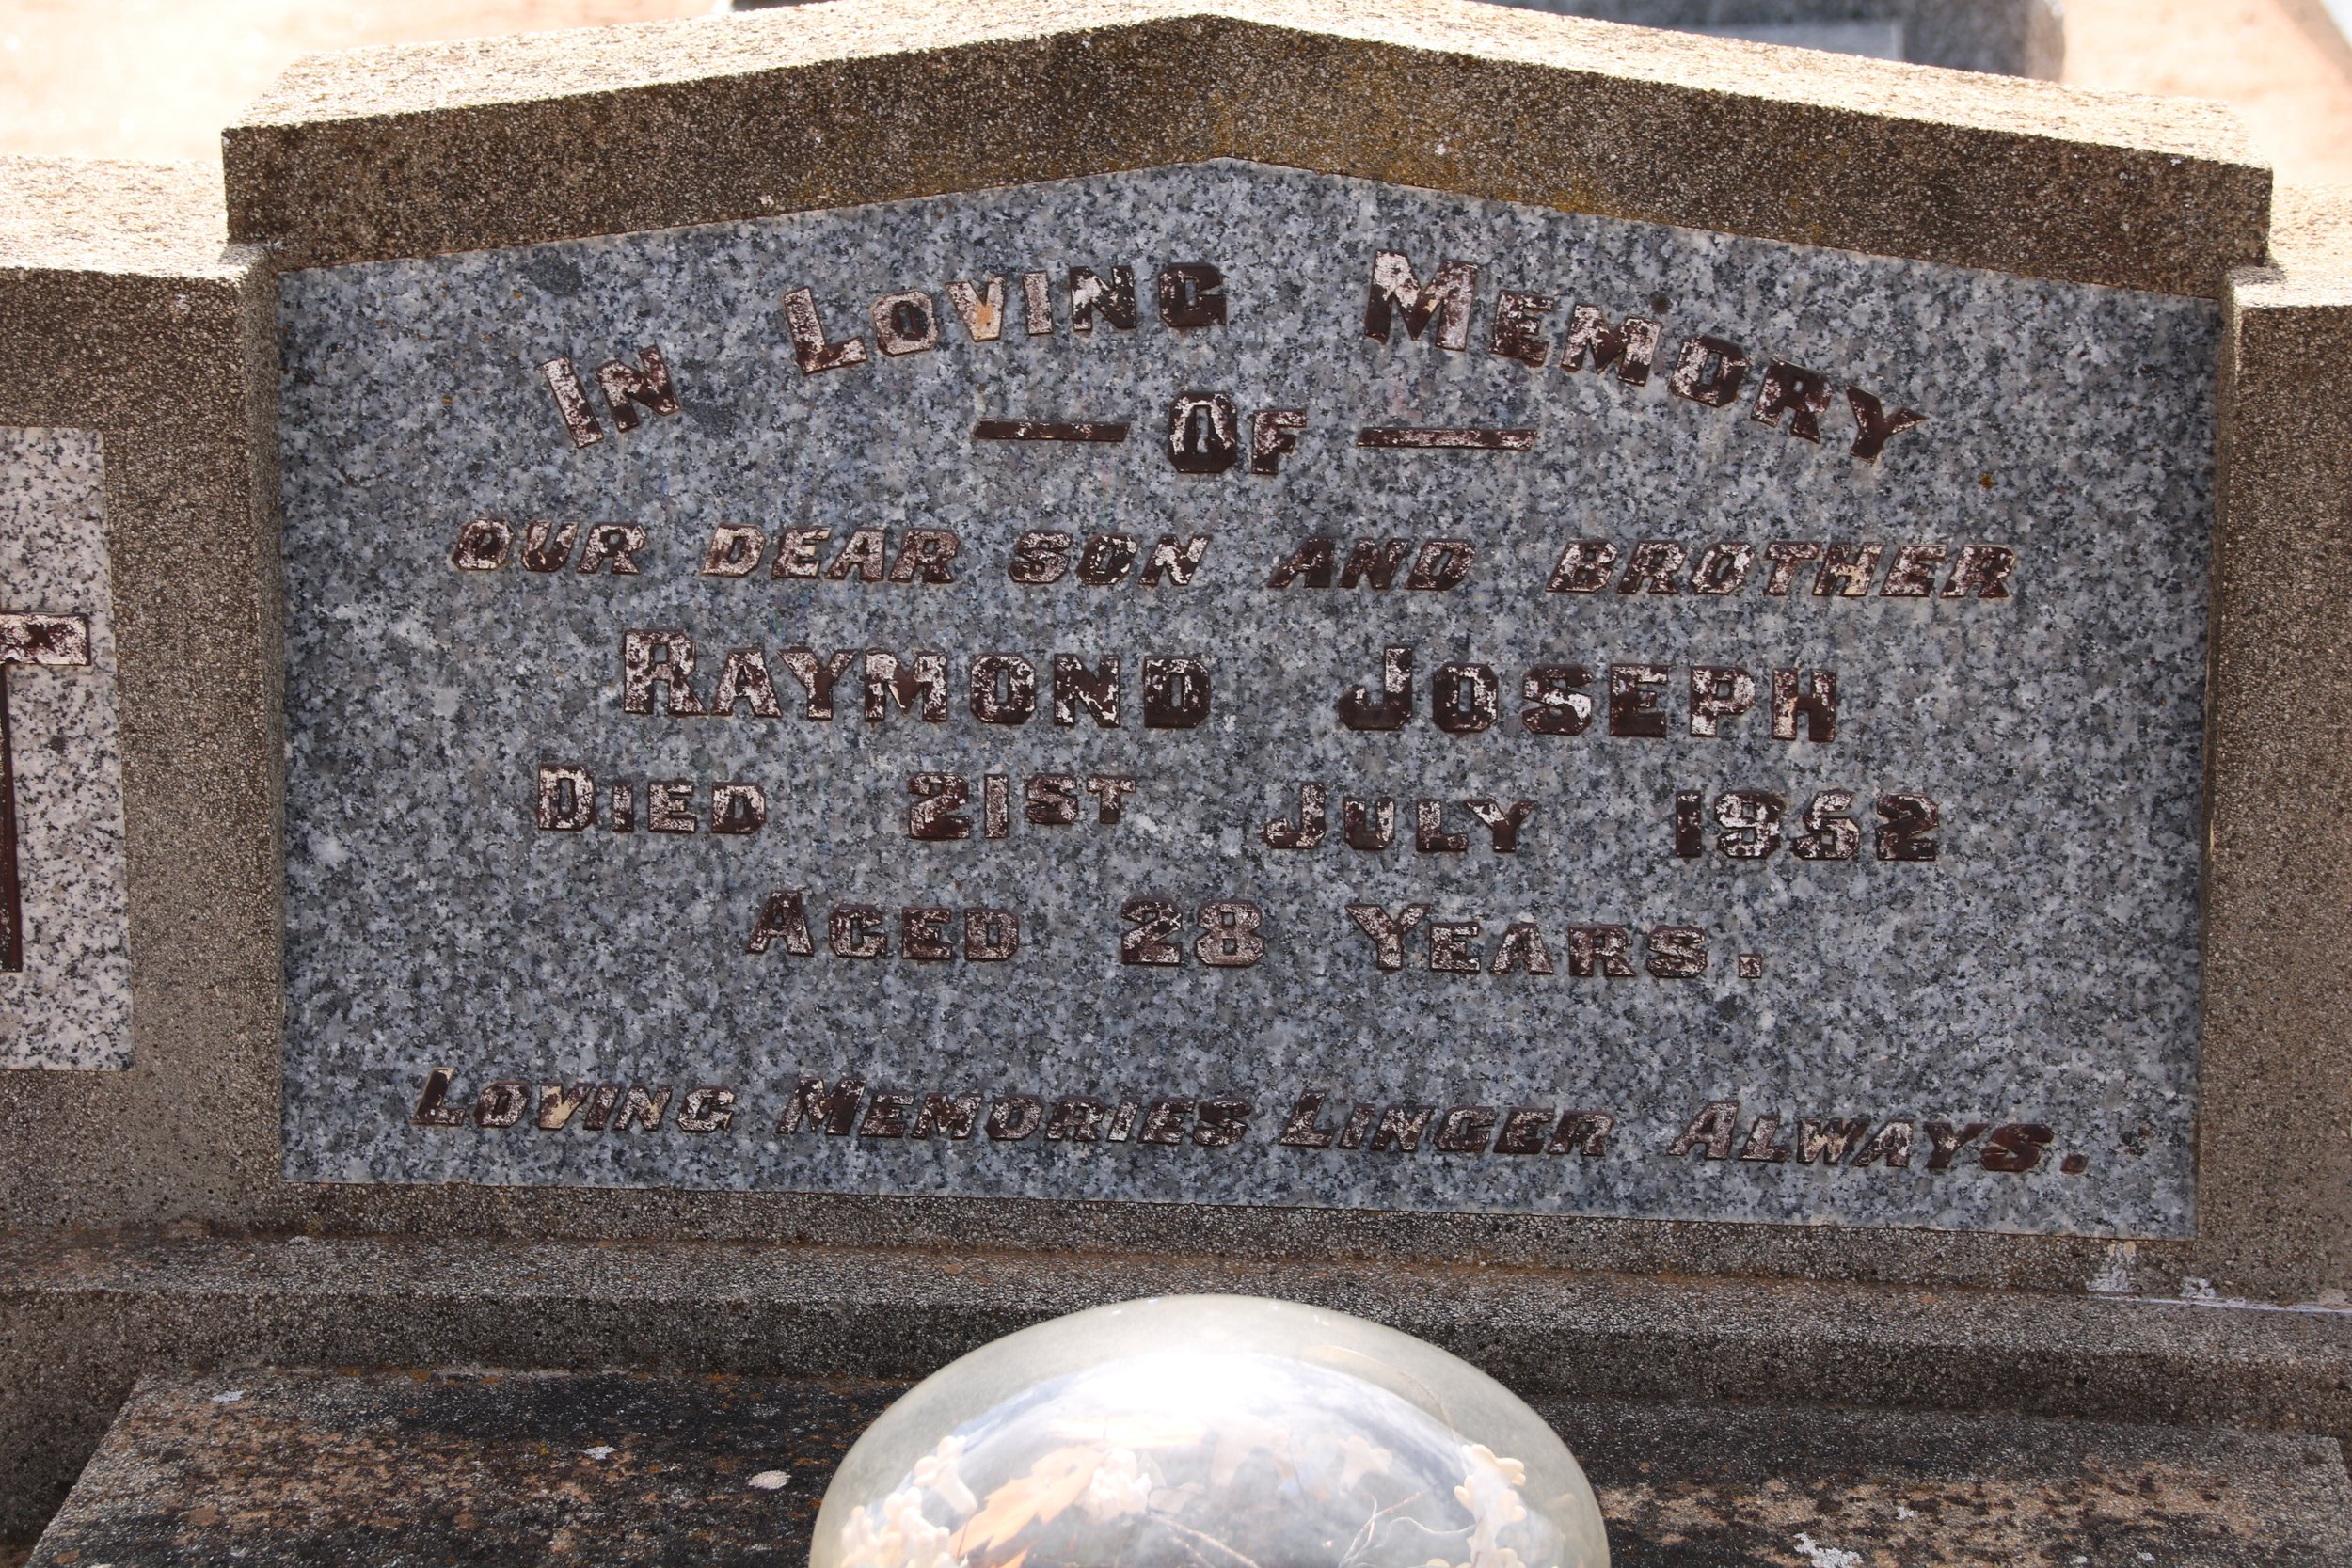 IN LOVING MEMORY
— OF —
OUR DEAR SON AND BROTHER
RAYMOND JOSEPH
DIED 21ST JULY 1952
AGED 28 YEARS.
LOVING MEMORIES LINGER ALWAYS.
T